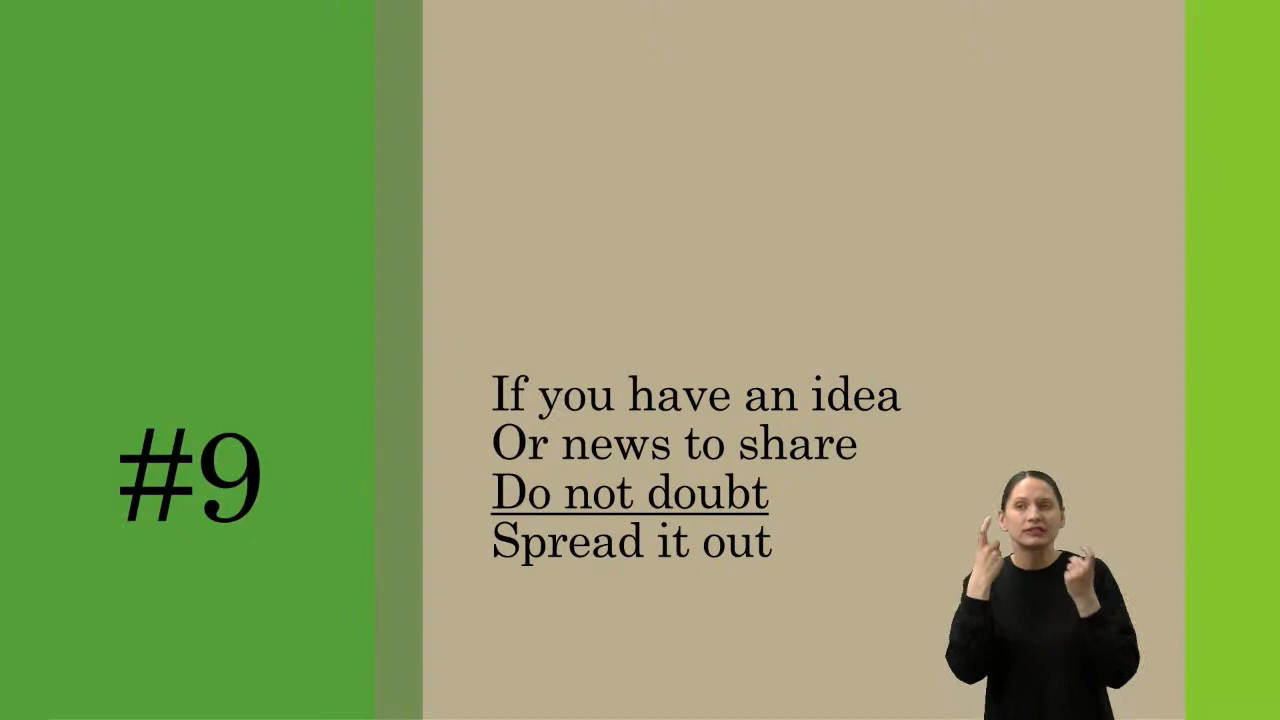 #9
If you have an idea
Or news to share
Do not doubt
Spread it out